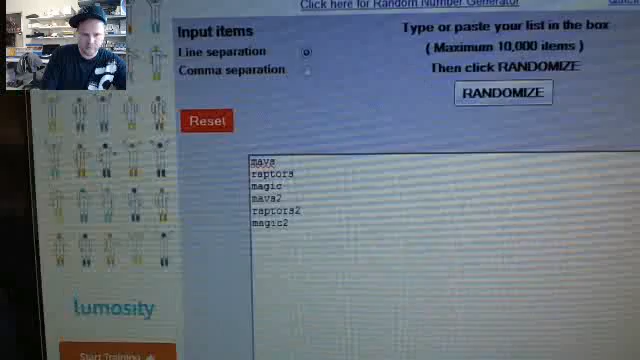 Click here for Random Number Generator
Input items
Line separation
Comma separation
Type or paste your list in the box
( Maximum 10,000 items )
Then click RANDOMIZE
RANDOMIZE
Reset
mavs
raptors
magic
mavs2
raptors2
magic2
lumosity
Start Training